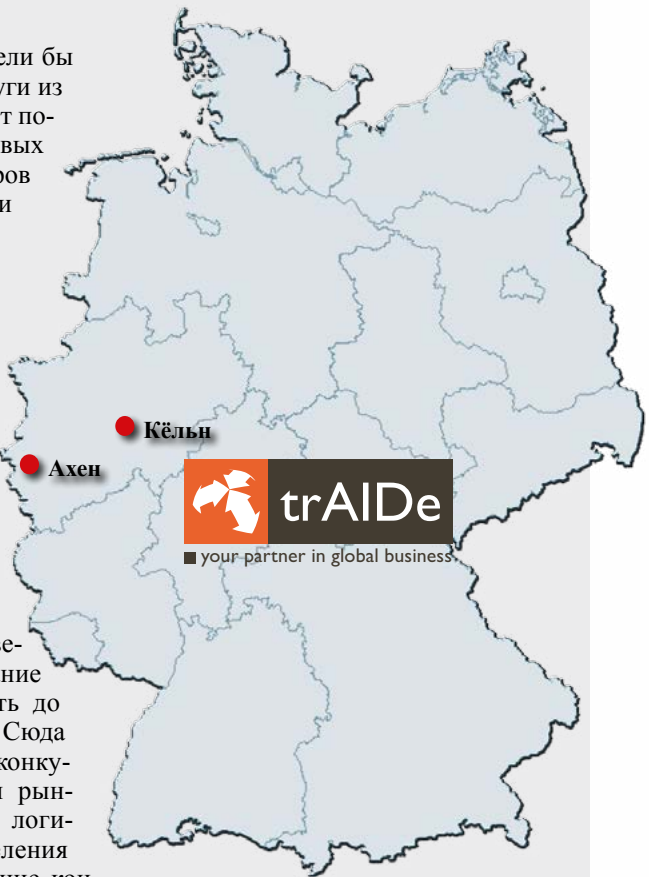 ели бы
уги из
т по-
вых
ров
и
Кёльн
Ахен
trAIDe
your partner in global business
ве-
ние
ть до
Сюда
конку-
рын-
логи-
еления